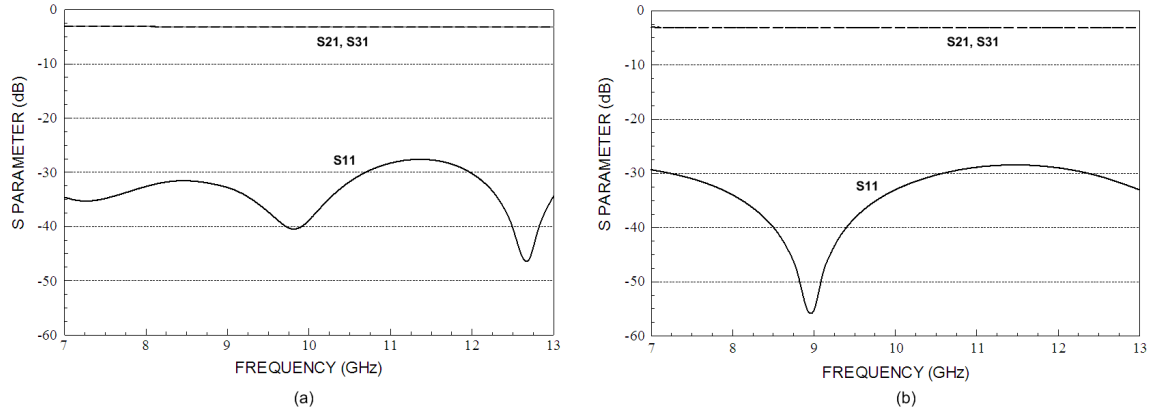 S PARAMETER (dB)
0
-10
-20
-30
-40
-50
-60
S21, S31
S11
7
8
9
10
11
12
13
FREQUENCY (GHz)
(a)
S PARAMETER (dB)
0
-10
-20
-30
-40
-50
-60
S21, S31
S11
7
8
9
10
11
12
13
FREQUENCY (GHz)
(b)